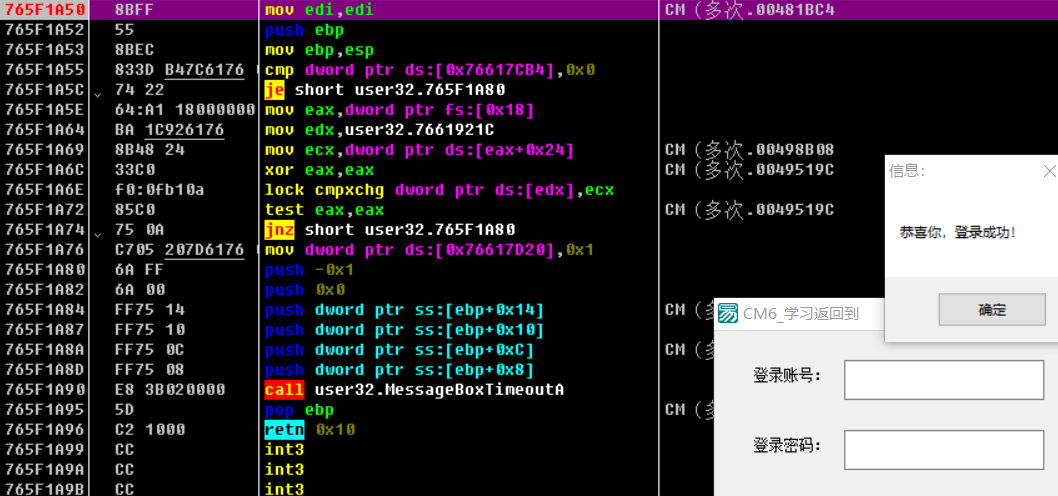 765F1A50 8BFF mov edi,edi CM (多次.00481BC4
765F1A52 55 push ebp
765F1A53 8BEC mov ebp,esp
765F1A55 833D B47C6176 cmp dword ptr ds:[0x76617CB4],0x0
765F1A5C 74 22 je short user32.765F1A80
765F1A5E 64:A1 18000000 mov eax,dword ptr fs:[0x18]
765F1A64 BA 1C926176 mov edx,user32.7661921C
765F1A69 8B48 24 mov ecx,dword ptr ds:[eax+0x24] CM (多次.00498B08
765F1A6C 33C0 xor eax,eax CM (多次.0049519C
765F1A6E f0:0fb10a lock cmpxchg dword ptr ds:[edx],ecx
765F1A72 85C0 test eax,eax CM (多次.0049519C
765F1A74 75 0A jnz short user32.765F1A80
765F1A76 C705 207D6176 mov dword ptr ds:[0x76617D20],0x1
765F1A80 6A FF push -0x1
765F1A82 6A 00 push 0x0
765F1A84 FF75 14 push dword ptr ss:[ebp+0x14] CM (
765F1A87 FF75 10 push dword ptr ss:[ebp+0x10]
765F1A8A FF75 0C push dword ptr ss:[ebp+0xC] CM (
765F1A8D FF75 08 push dword ptr ss:[ebp+0x8]
765F1A90 E8 3B020000 call user32.MessageBoxTimeoutA
765F1A95 5D pop ebp CM (多
765F1A96 C2 1000 retn 0x10
765F1A99 CC int3
765F1A9A CC int3
765F1A9B CC int3
信息:
恭喜你，登录成功!
确定
CM6_学习返回到
登录账号：
登录密码：